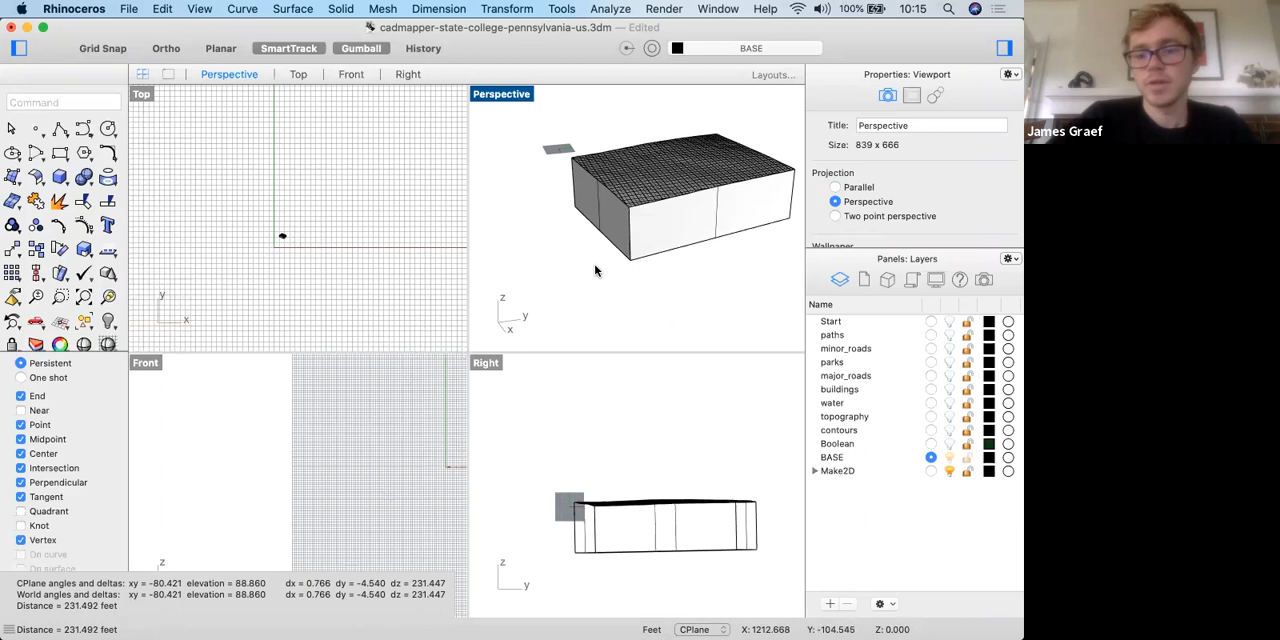 Rhinoceros File Edit View Curve Surface Solid Mesh Dimension Transform Tools Analyze Render Window Help 100% 10:15
cadmapper-state-college-pennsylvania-us.3dm — Edited
Grid Snap Ortho Planar SmartTrack Gumball History BASE
Perspective Top Front Right Layouts...
Properties: Viewport
Command
Top
Perspective
Title: Perspective
Size: 839 x 666
Projection
Parallel
Perspective
Two point perspective
Wallpaper
Panels: Layers
Name
Start
paths
minor_roads
parks
major_roads
buildings
water
topography
contours
Boolean
BASE
Make2D
y
x
z
y
x
Front
Right
z
z
y
Persistent
One shot
End
Near
Point
Midpoint
Center
Intersection
Perpendicular
Tangent
Quadrant
Knot
Vertex
On curve
On surface
CPlane angles and deltas: xy = -80.421 elevation = 88.860 dx = 0.766 dy = -4.540 dz = 231.447
World angles and deltas: xy = -80.421 elevation = 88.860 dx = 0.766 dy = -4.540 dz = 231.447
Distance = 231.492 feet
Distance = 231.492 feet
Feet CPlane X: 1212.668 Y: -104.545 Z: 0.000
James Graef